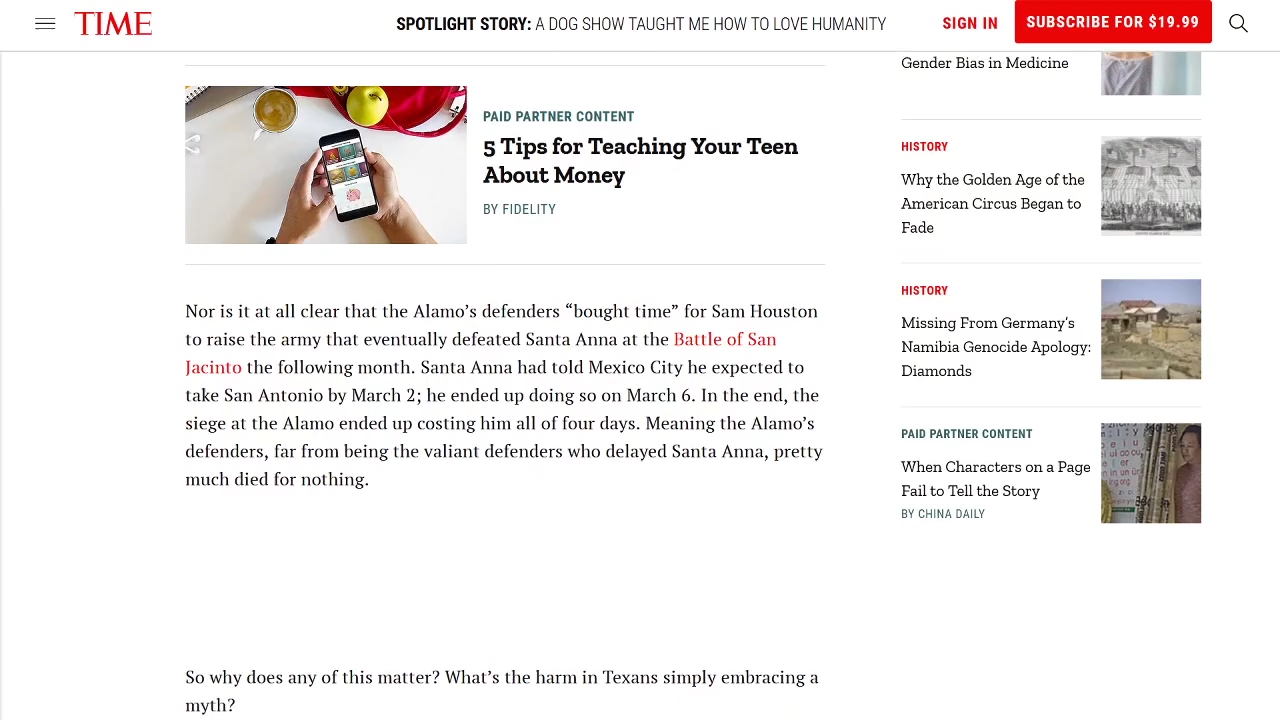 TIME
SPOTLIGHT STORY: A DOG SHOW TAUGHT ME HOW TO LOVE HUMANITY
SIGN IN
SUBSCRIBE FOR $19.99
PAID PARTNER CONTENT
5 Tips for Teaching Your Teen
About Money
BY FIDELITY
Nor is it at all clear that the Alamo’s defenders “bought time” for Sam Houston
to raise the army that eventually defeated Santa Anna at the Battle of San
Jacinto the following month. Santa Anna had told Mexico City he expected to
take San Antonio by March 2; he ended up doing so on March 6. In the end, the
siege at the Alamo ended up costing him all of four days. Meaning the Alamo’s
defenders, far from being the valiant defenders who delayed Santa Anna, pretty
much died for nothing.
So why does any of this matter? What’s the harm in Texans simply embracing a
myth?
Gender Bias in Medicine
HISTORY
Why the Golden Age of the
American Circus Began to
Fade
HISTORY
Missing From Germany’s
Namibia Genocide Apology:
Diamonds
PAID PARTNER CONTENT
When Characters on a Page
Fail to Tell the Story
BY CHINA DAILY